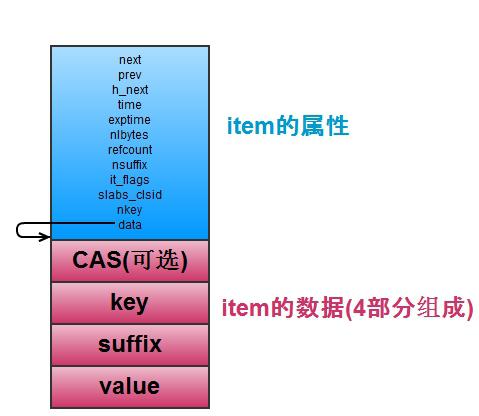 next
prev
h_next
time
exptime
nlbytes
refcount
nsuffix
it_flags
slabs_clsid
nkey
data
item的属性
CAS(可选)
key
suffix
value
item的数据(4部分组成)